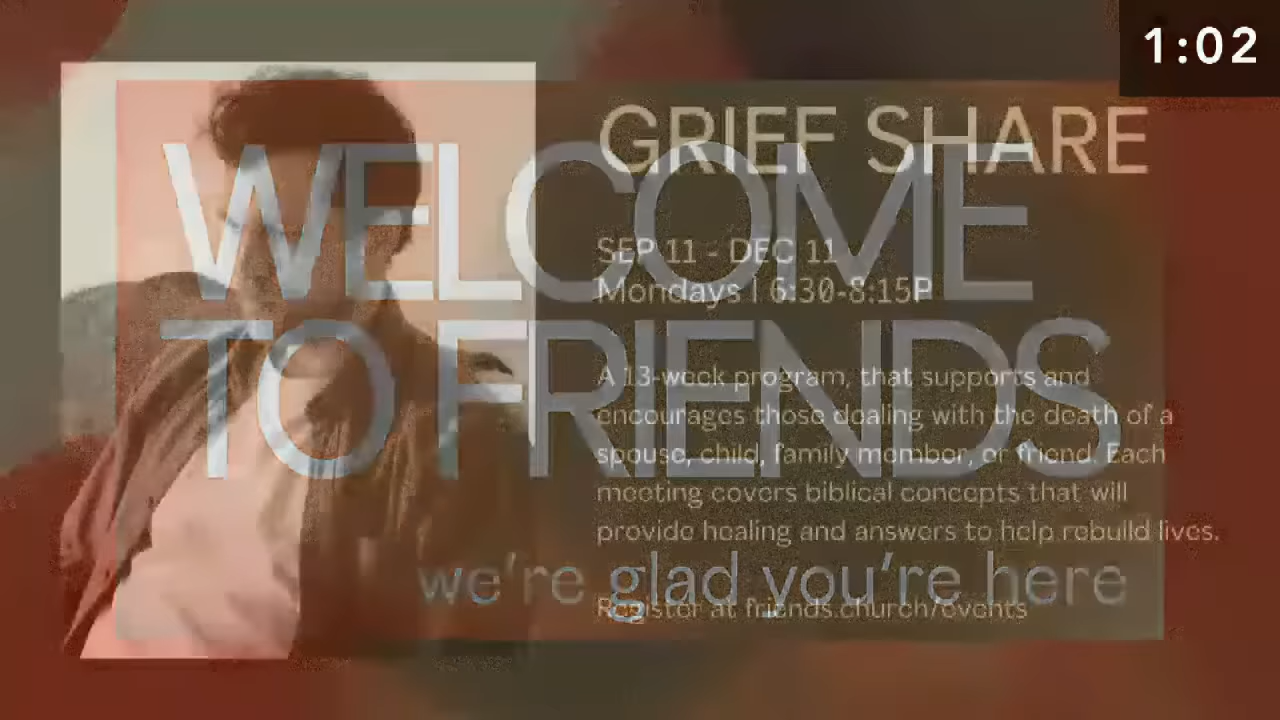 1:02
GRIEF SHARE
WELCOME
TO FRIENDS
we're glad you're here
SEP 11 - DEC 11
Mondays | 6:30-8:15P
A 13-week program, that supports and
encourages those dealing with the death of a
spouse, child, family member, or friend. Each
meeting covers biblical concepts that will
provide healing and answers to help rebuild lives.
Register at friends.church/events